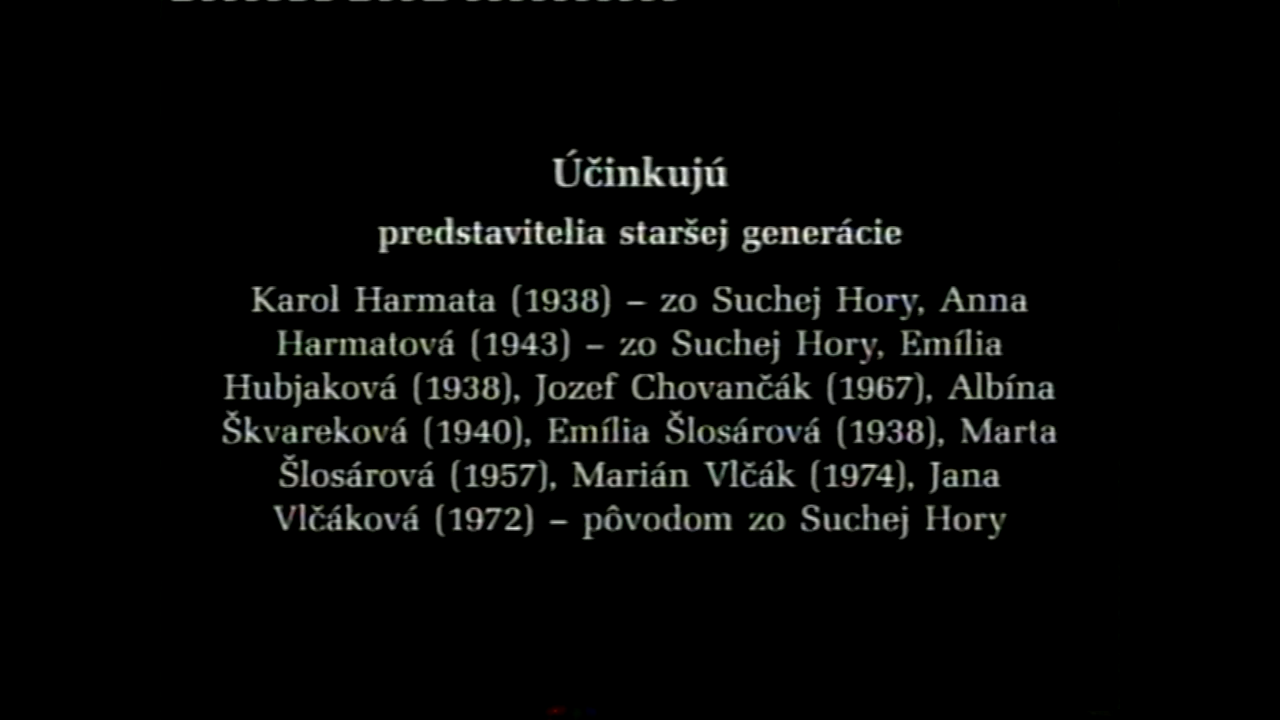 Účinkujú
predstavitelia staršej generácie
Karol Harmata (1938) – zo Suchej Hory, Anna
Harmatová (1943) – zo Suchej Hory, Emília
Hubjaková (1938), Jozef Chovančák (1967), Albína
Škvareková (1940), Emília Šlosárová (1938), Marta
Šlosárová (1957), Marián Vlčák (1974), Jana
Vlčáková (1972) – pôvodom zo Suchej Hory